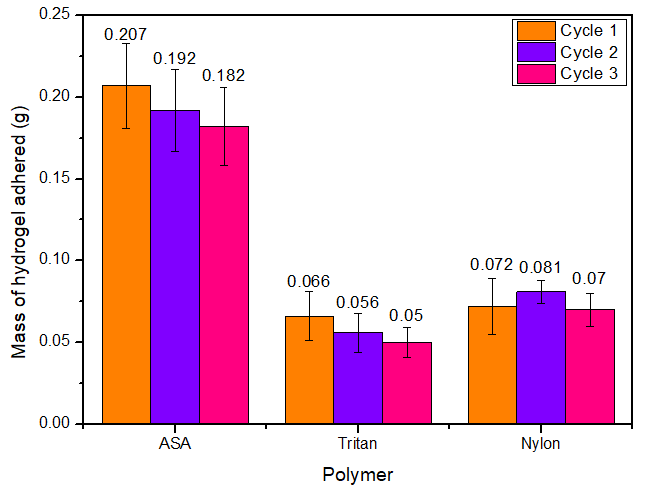 0.25
0.20
0.15
0.10
0.05
0.00
Mass of hydrogel adhered (g)
0.207
0.192
0.182
0.066
0.056
0.05
0.072
0.081
0.07
Cycle 1
Cycle 2
Cycle 3
ASA
Tritan
Nylon
Polymer